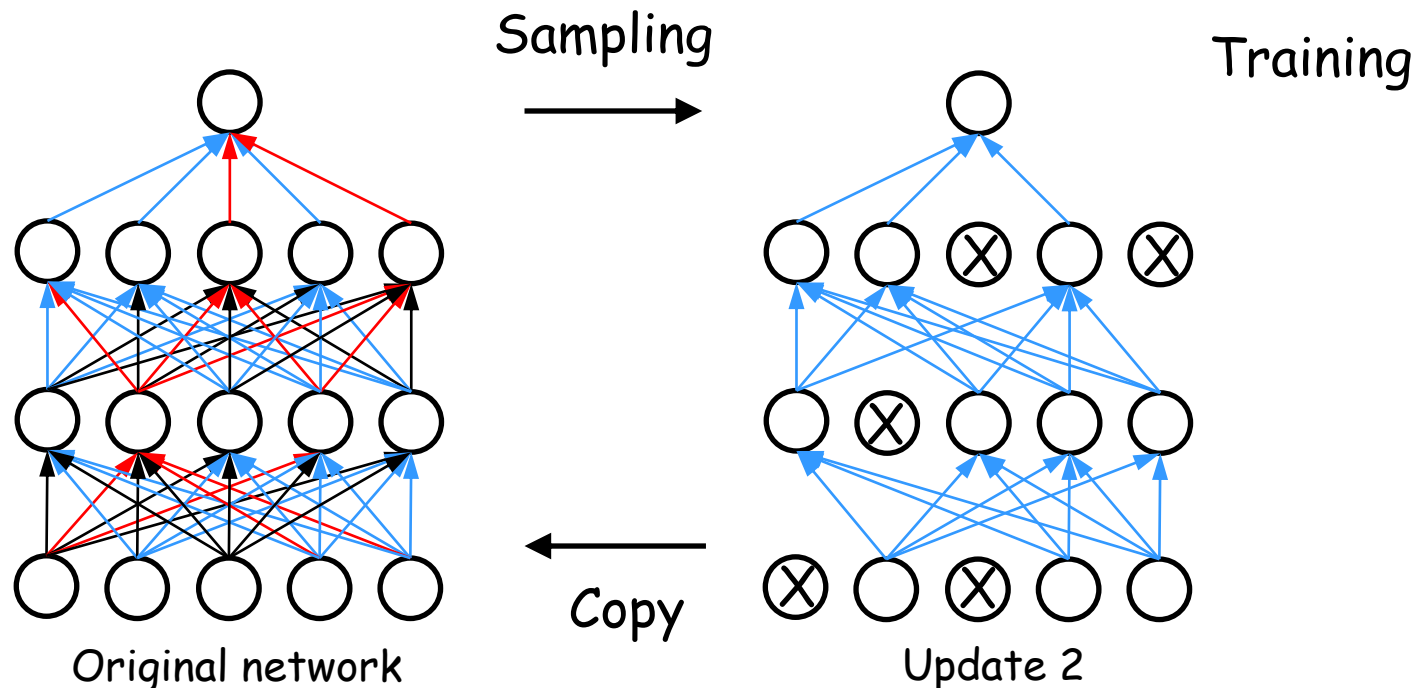 Sampling
Training
X X
X
X X
Copy
Original network
Update 2